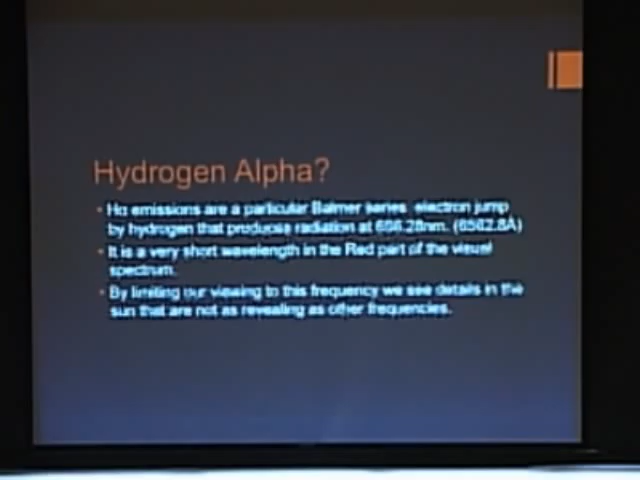 Hydrogen Alpha?
Hα emissions are a particular Balmer series electron jump
by hydrogen that produces radiation at 656.28nm. (6562.8Å)
It is a very short wavelength in the Red part of the visual
spectrum.
By limiting our viewing to this frequency we see details in the
sun that are not as revealing as other frequencies.